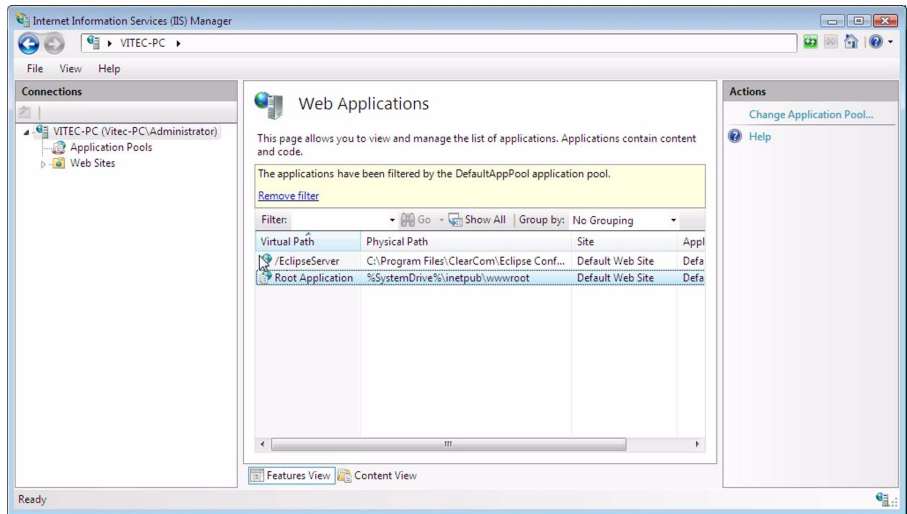 Internet Information Services (IIS) Manager
VITEC-PC
File View Help
Connections
VITEC-PC (Vitec-PC\Administrator)
Application Pools
Web Sites
Web Applications
This page allows you to view and manage the list of applications. Applications contain content
and code.
The applications have been filtered by the DefaultAppPool application pool.
Remove filter
Filter: Go Show All Group by: No Grouping
Virtual Path Physical Path Site Appl
/EclipseServer C:\Program Files\ClearCom\Eclipse Conf... Default Web Site Defa
Root Application %SystemDrive%\inetpub\wwwroot Default Web Site Defa
Features View Content View
Actions
Change Application Pool...
Help
Ready